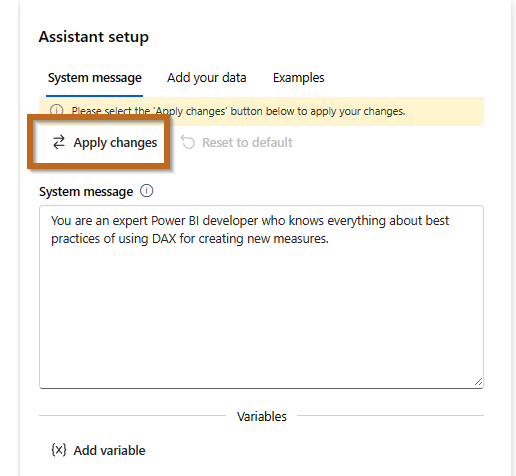 Assistant setup
System message Add your data Examples
Please select the 'Apply changes' button below to apply your changes.
Apply changes Reset to default
System message
You are an expert Power BI developer who knows everything about best
practices of using DAX for creating new measures.
Variables
{x} Add variable